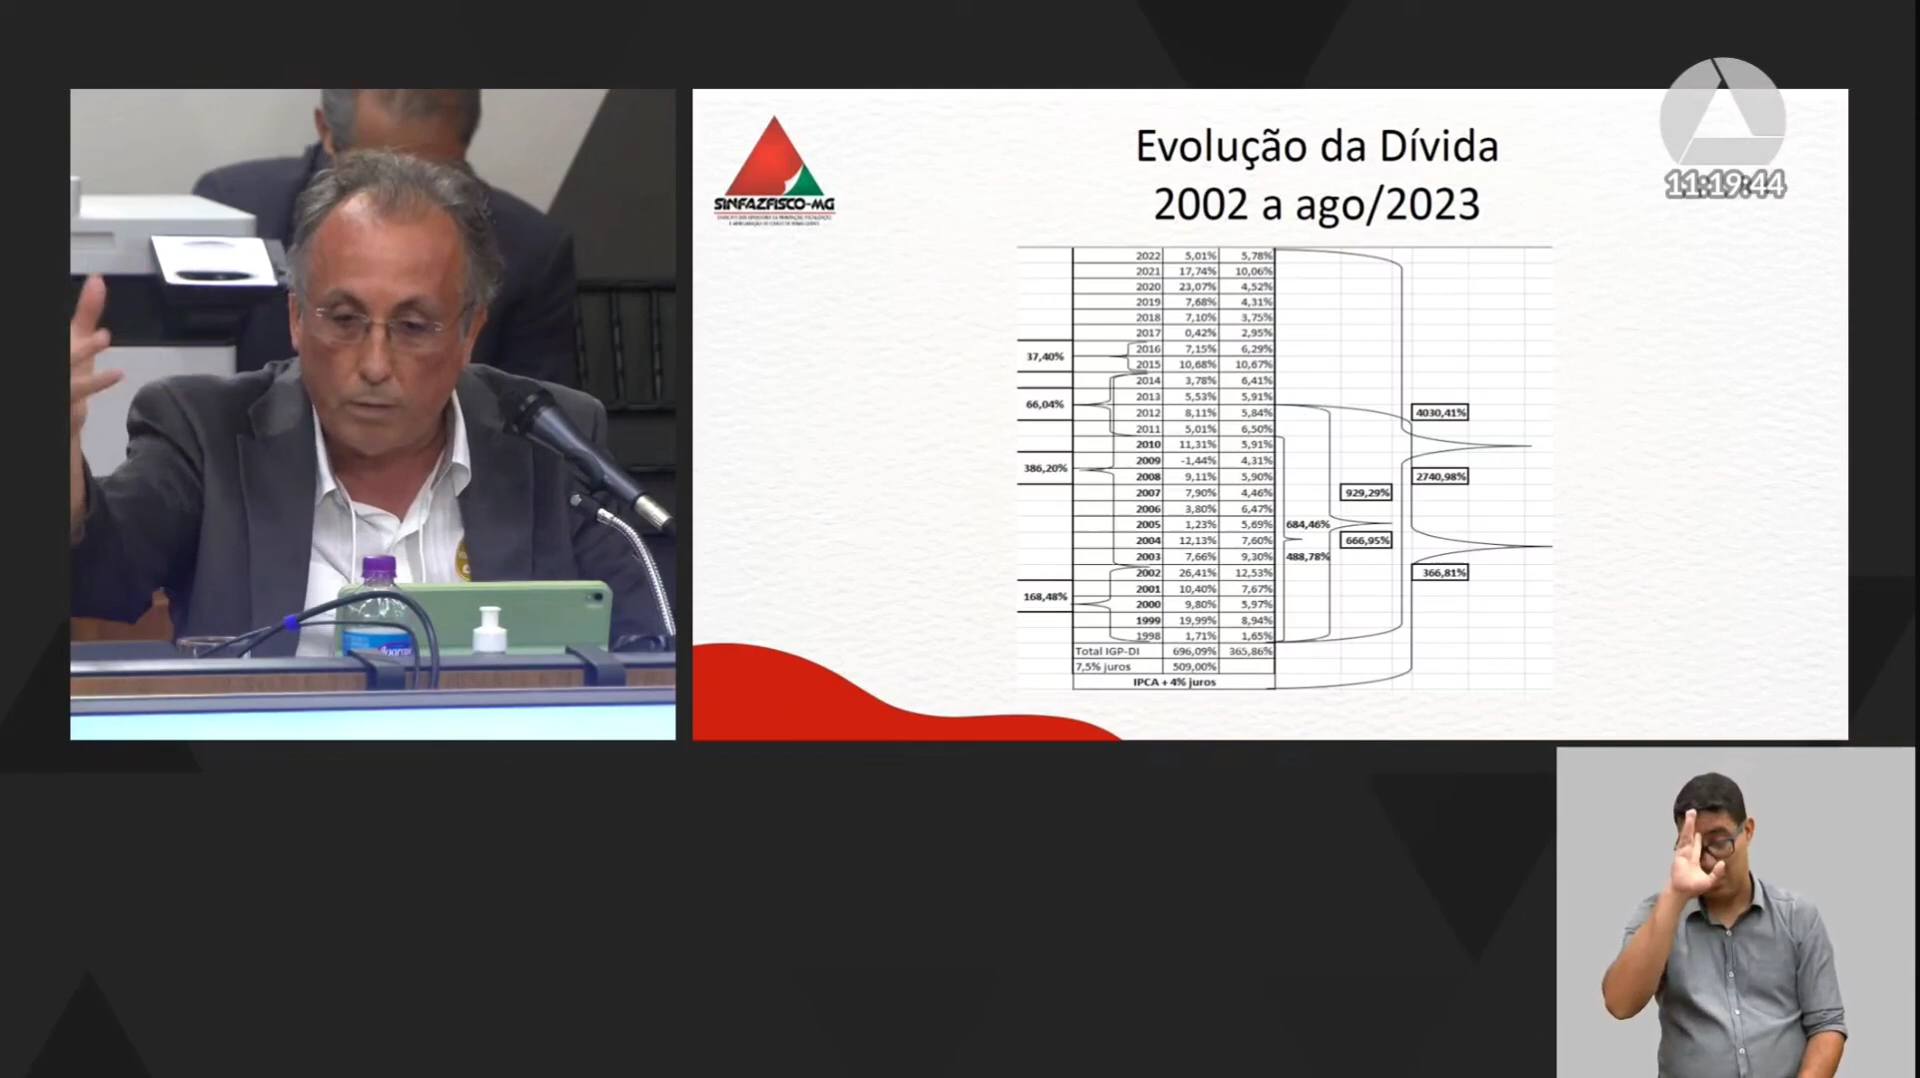 Evolução da Dívida
2002 a ago/2023
11:19:44
SINFAZFISCO-MG
2022 5,01% 5,78%
2021 17,74% 10,06%
2020 23,07% 4,52%
2019 7,68% 4,31%
2018 7,10% 3,75%
2017 0,42% 2,95%
2016 7,15% 6,29%
37,40%
2015 10,68% 10,67%
2014 3,78% 6,41%
2013 5,53% 5,91%
66,04%
2012 8,11% 5,84%
4030,41%
2011 5,01% 6,50%
2010 11,31% 5,91%
2009 -1,44% 4,31%
386,20%
2008 9,11% 5,90%
2740,98%
2007 7,90% 4,46%
929,29%
2006 3,80% 6,47%
2005 1,23% 5,69%
684,46%
2004 12,13% 7,60%
666,95%
2003 7,66% 9,30%
488,78%
2002 26,41% 12,53%
366,81%
2001 10,40% 7,67%
168,48%
2000 9,80% 5,97%
1999 19,99% 8,94%
1998 1,71% 1,65%
Total IGP-DI 696,09% 365,86%
7,5% juros 509,00%
IPCA + 4% juros